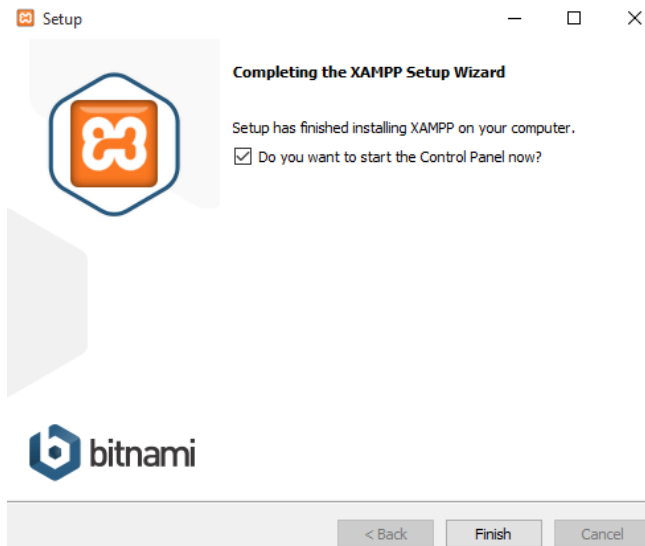 Setup
Completing the XAMPP Setup Wizard
Setup has finished installing XAMPP on your computer.
Do you want to start the Control Panel now?
bitnami
< Back
Finish
Cancel